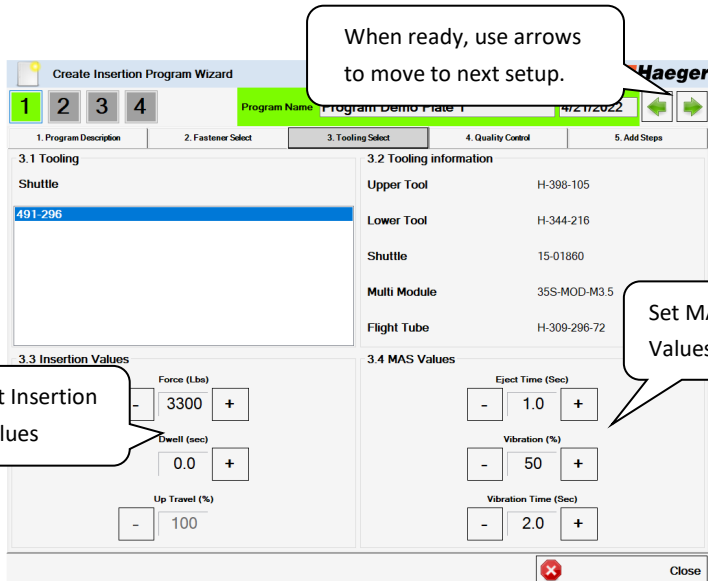 When ready, use arrows
to move to next setup.
Create Insertion Program Wizard
Haeger
1 2 3 4
Program Name Program Demo Plate 1 4/21/2022
1. Program Description 2. Fastener Select 3. Tooling Select 4. Quality Control 5. Add Steps
3.1 Tooling
Shuttle
491-296
3.2 Tooling information
Upper Tool H-398-105
Lower Tool H-344-216
Shuttle 15-01860
Multi Module 35S-MOD-M3.5
Flight Tube H-309-296-72
Set MA
Values
3.3 Insertion Values
t Insertion
lues
Force (Lbs)
- 3300 +
Dwell (sec)
0.0 +
Up Travel (%)
- 100
3.4 MAS Values
Eject Time (Sec)
- 1.0 +
Vibration (%)
- 50 +
Vibration Time (Sec)
- 2.0 +
Close